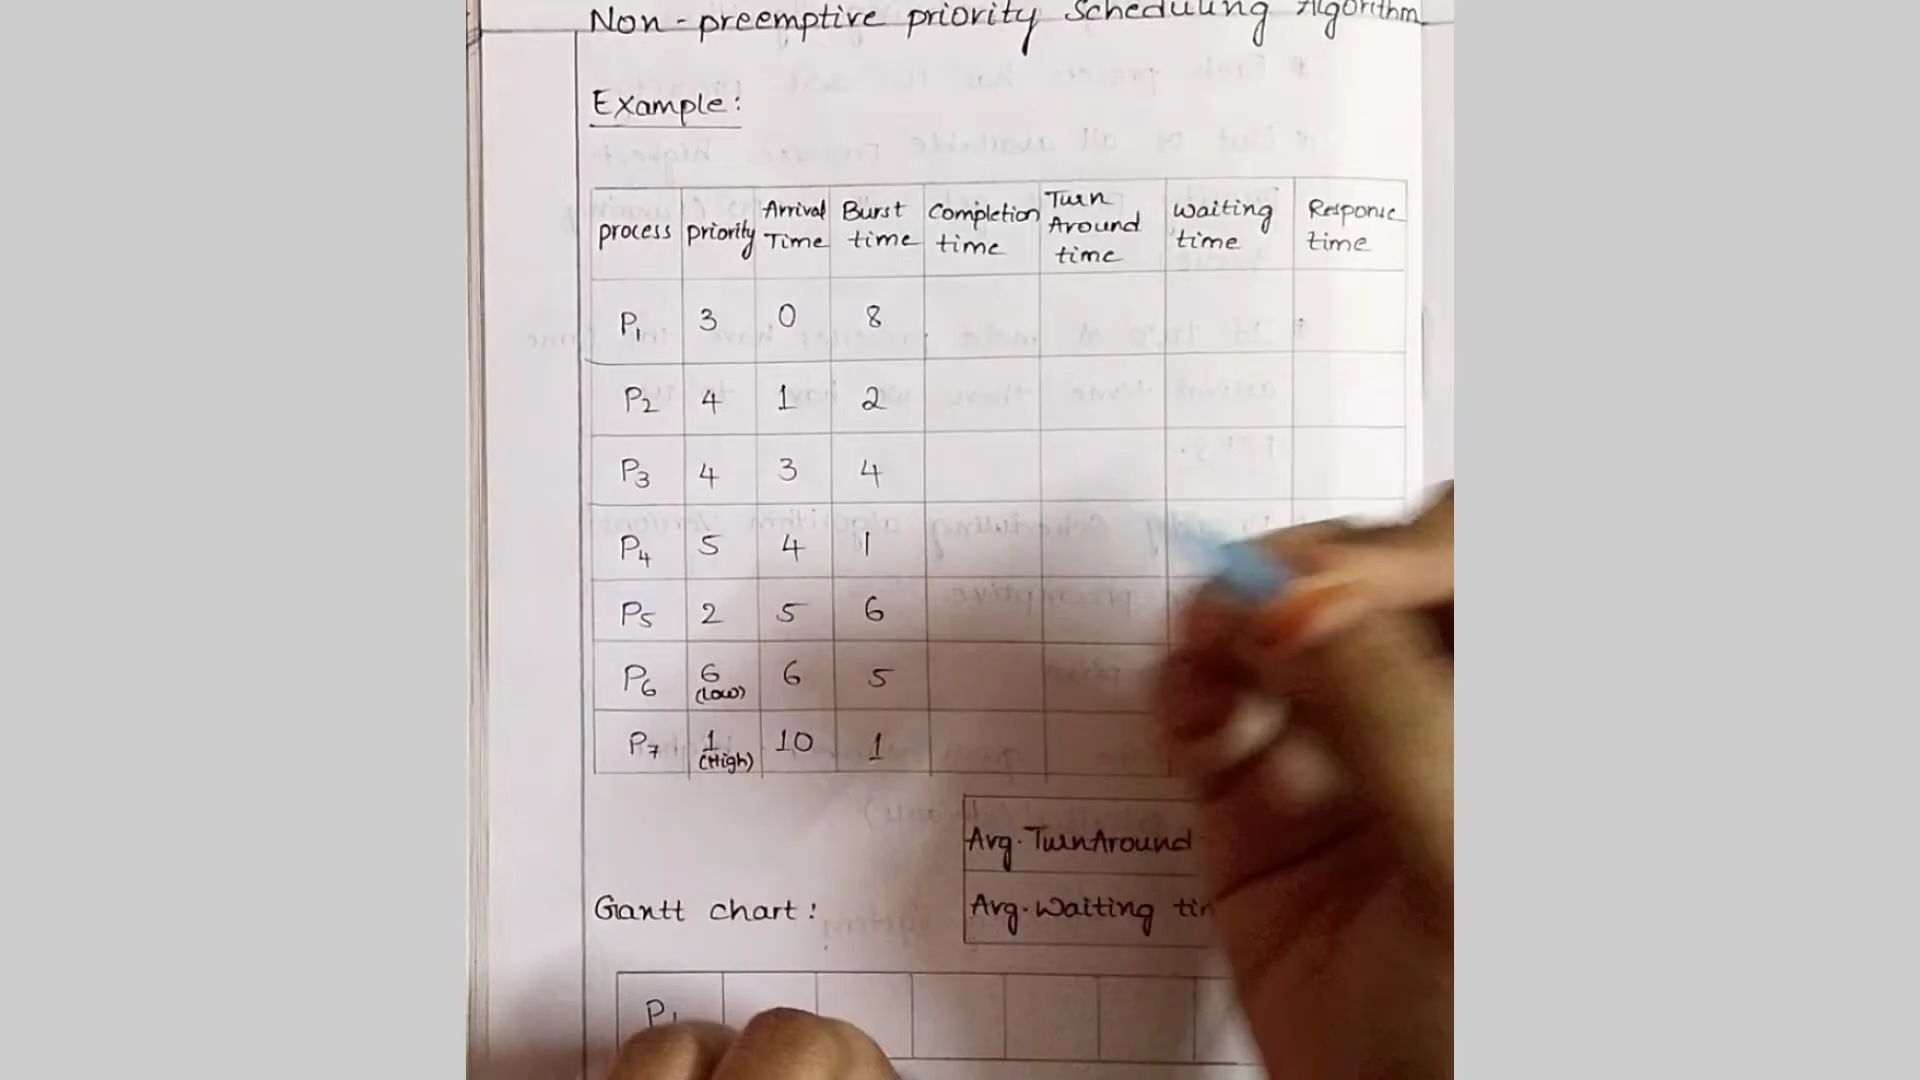 Non-preemptive priority Scheduling Algorithm
Example:
process priority Arrival Time Burst time Completion time Turn Around time Waiting time Response time
P1 3 0 8
P2 4 1 2
P3 4 3 4
P4 5 4 1
P5 2 5 6
P6 6 (Low) 6 5
P7 1 (High) 10 1
Avg. TurnAround
Gantt chart:
Avg. Waiting
P1